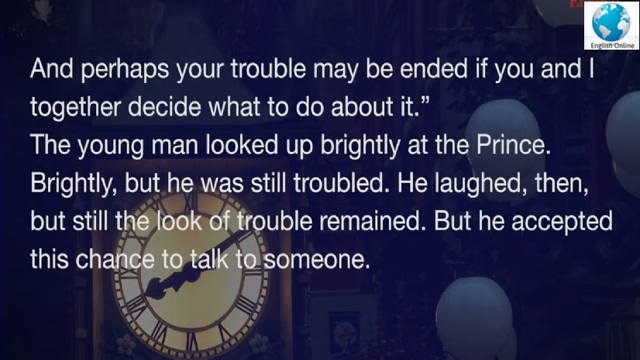 English Online
And perhaps your trouble may be ended if you and I
together decide what to do about it.”
The young man looked up brightly at the Prince.
Brightly, but he was still troubled. He laughed, then,
but still the look of trouble remained. But he accepted
this chance to talk to someone.